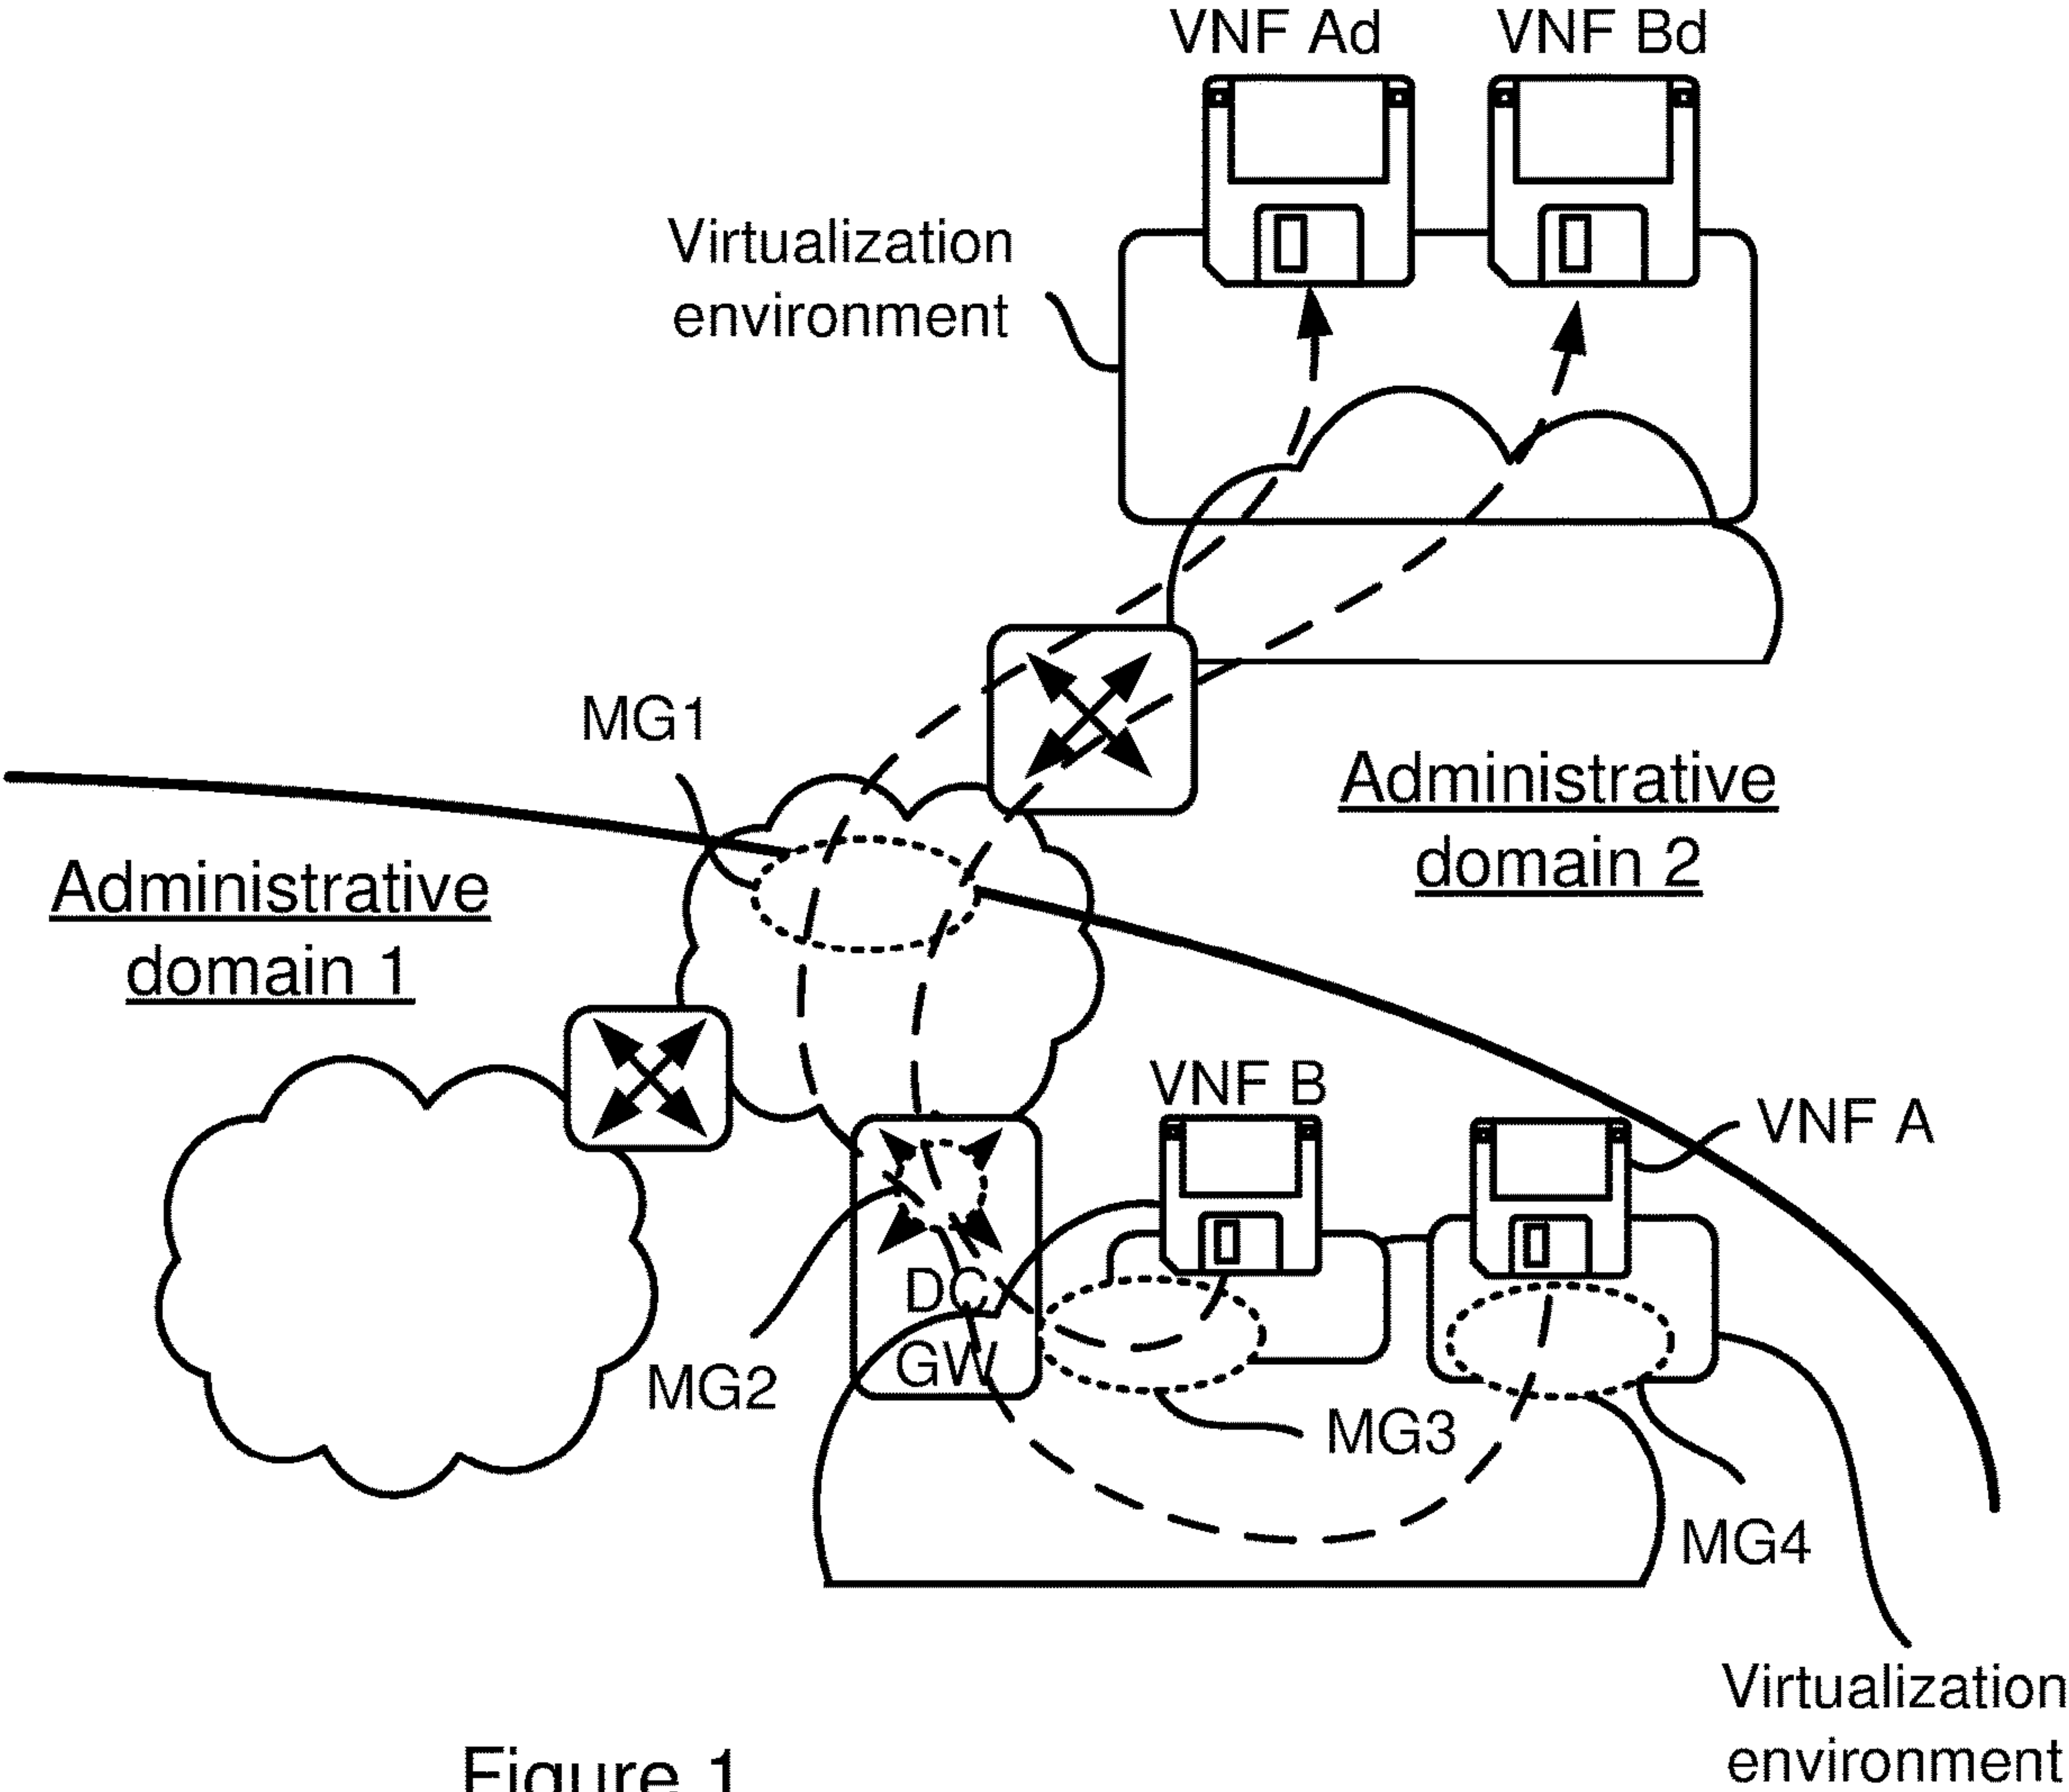 VNF Ad
VNF Bd
Virtualization
environment
MG1
Administrative
domain 2
Administrative
domain 1
VNF B
VNF A
DC
GW
MG2
MG3
MG4
Virtualization
environment
Figure 1